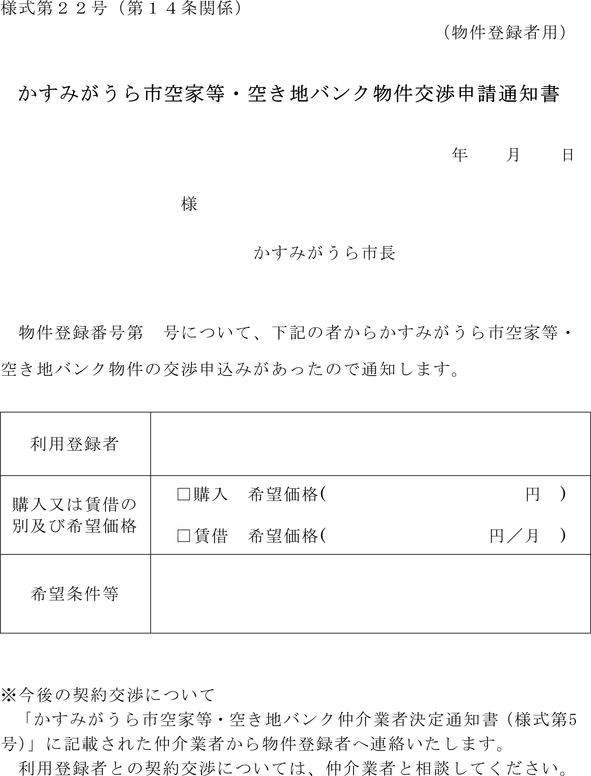 様式第２２号（第１４条関係）
（物件登録者用）
かすみがうら市空家等・空き地バンク物件交渉申請通知書
年　　月　　日
様
かすみがうら市長
物件登録番号第　号について、下記の者からかすみがうら市空家等・
空き地バンク物件の交渉申込みがあったので通知します。
利用登録者
購入又は賃借の
別及び希望価格
□購入　希望価格(　　　　　　　　　　　円　)
□賃借　希望価格(　　　　　　　　　円／月　)
希望条件等
※今後の契約交渉について
「かすみがうら市空家等・空き地バンク仲介業者決定通知書（様式第5
号)」に記載された仲介業者から物件登録者へ連絡いたします。
利用登録者との契約交渉については、仲介業者と相談してください。